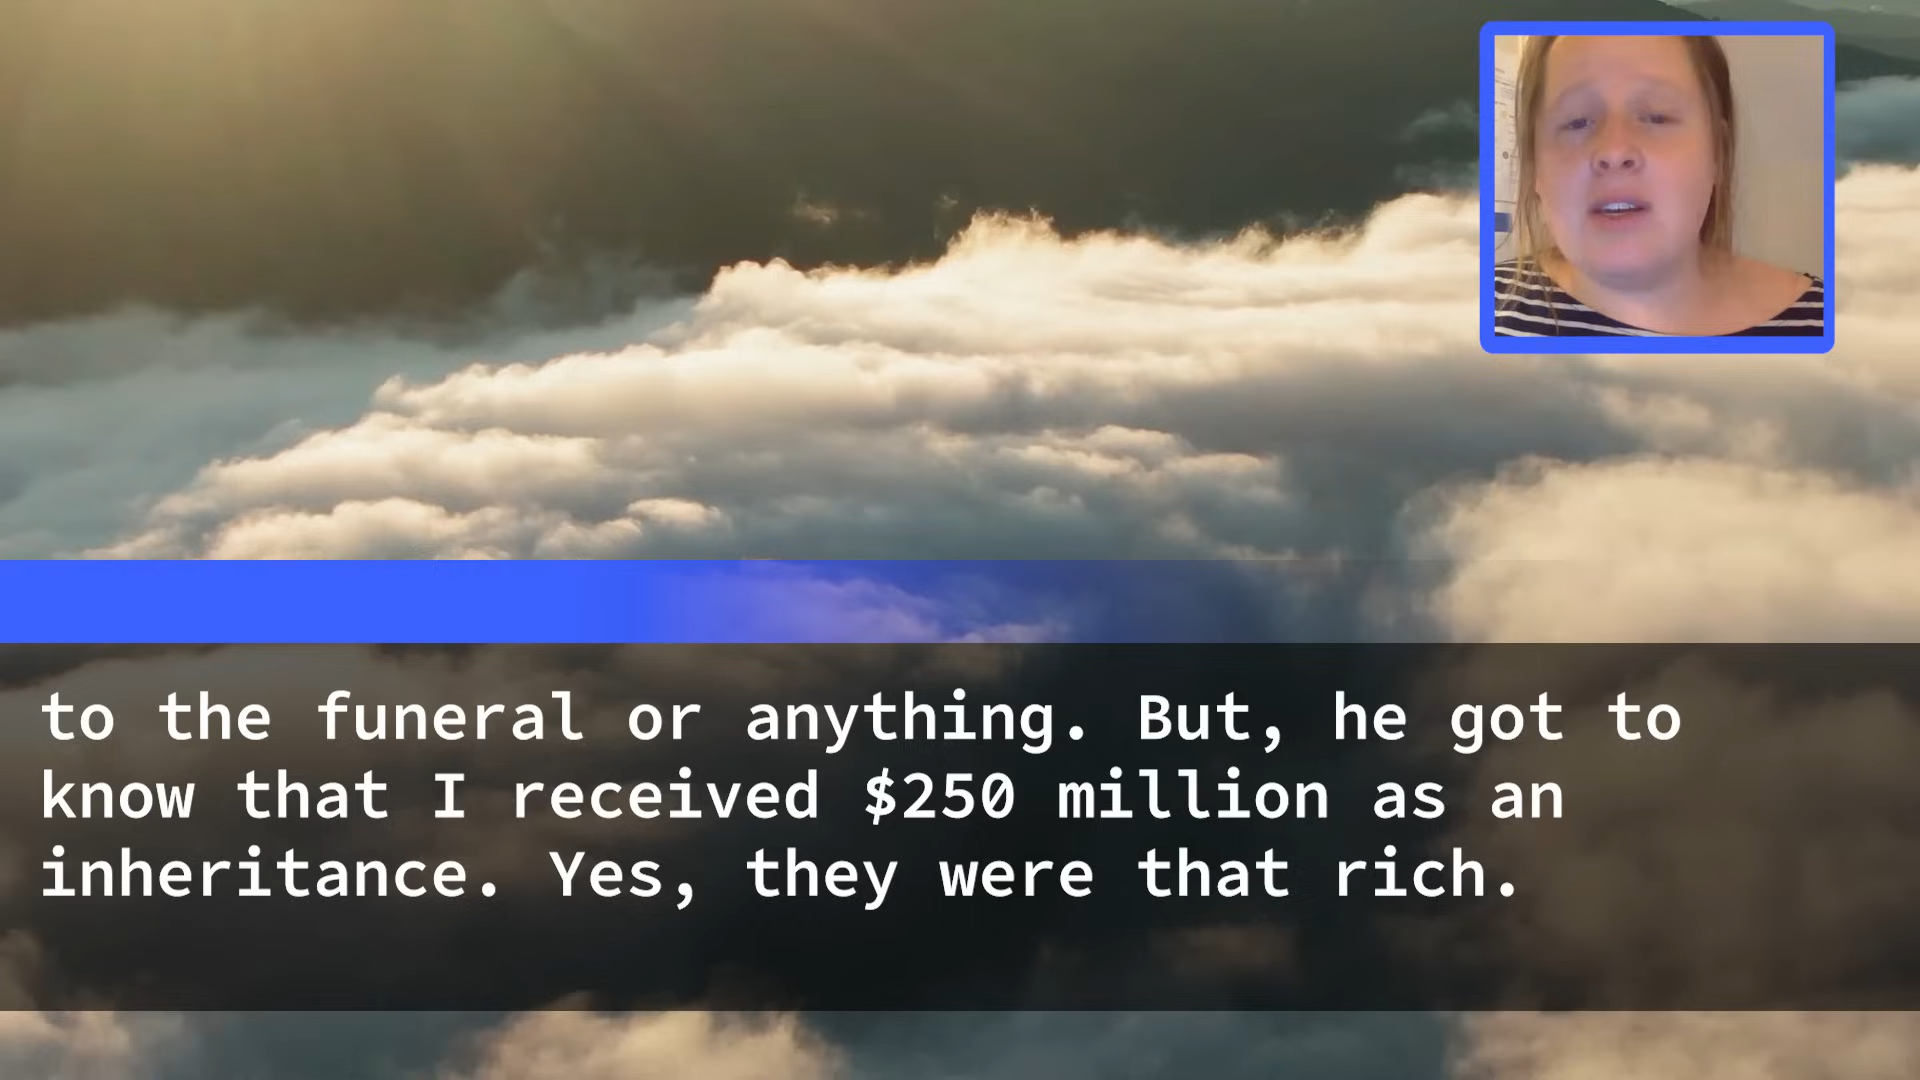 to the funeral or anything. But, he got to
know that I received $250 million as an
inheritance. Yes, they were that rich.